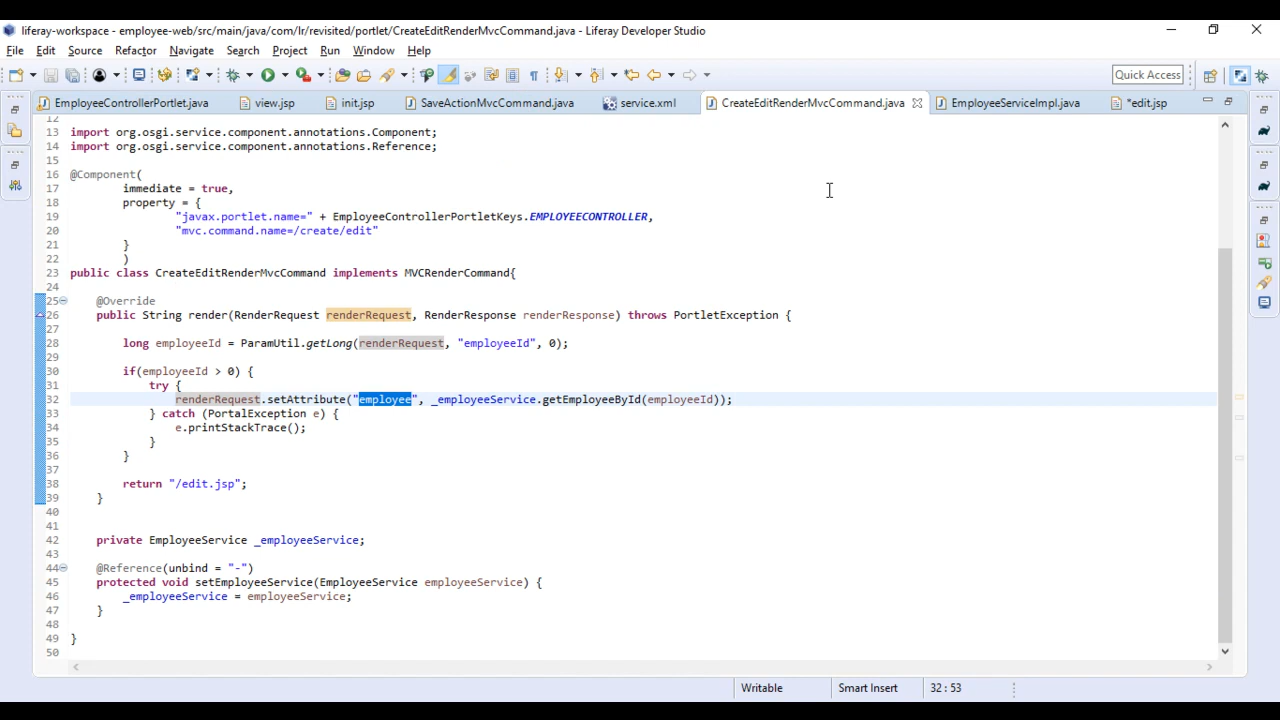 liferay-workspace - employee-web/src/main/java/com/lr/revisited/portlet/CreateEditRenderMvcCommand.java - Liferay Developer Studio
File Edit Source Refactor Navigate Search Project Run Window Help
Quick Access
EmployeeControllerPortlet.java view.jsp init.jsp SaveActionMvcCommand.java service.xml CreateEditRenderMvcCommand.java EmployeeServiceImpl.java *edit.jsp
12
13 import org.osgi.service.component.annotations.Component;
14 import org.osgi.service.component.annotations.Reference;
15
16 @Component(
17 immediate = true,
18 property = {
19 "javax.portlet.name=" + EmployeeControllerPortletKeys.EMPLOYEECONTROLLER,
20 "mvc.command.name=/create/edit"
21 }
22 )
23 public class CreateEditRenderMvcCommand implements MVCRenderCommand{
24
25 @Override
26 public String render(RenderRequest renderRequest, RenderResponse renderResponse) throws PortletException {
27
28 long employeeId = ParamUtil.getLong(renderRequest, "employeeId", 0);
29
30 if(employeeId > 0) {
31 try {
32 renderRequest.setAttribute("employee", _employeeService.getEmployeeById(employeeId));
33 } catch (PortalException e) {
34 e.printStackTrace();
35 }
36 }
37
38 return "/edit.jsp";
39 }
40
41
42 private EmployeeService _employeeService;
43
44 @Reference(unbind = "-")
45 protected void setEmployeeService(EmployeeService employeeService) {
46 _employeeService = employeeService;
47 }
48
49 }
50
Writable Smart Insert 32 : 53